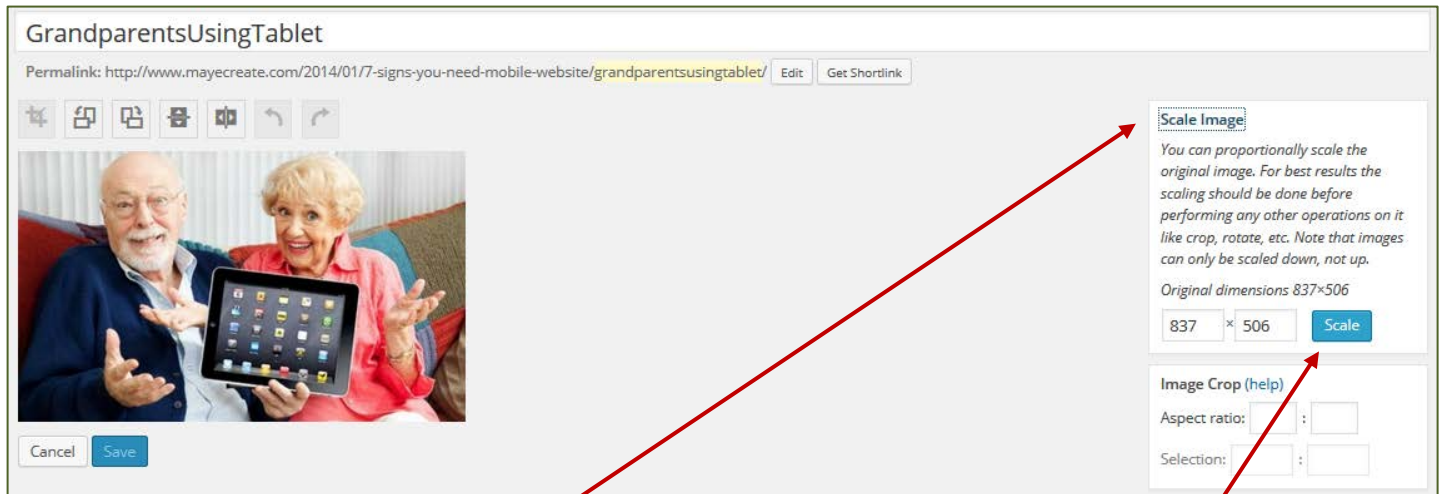 GrandparentsUsingTablet
Permalink: http://www.mayecreate.com/2014/01/7-signs-you-need-mobile-website/grandparentsusingtablet/ Edit Get Shortlink
Scale Image
You can proportionally scale the
original image. For best results the
scaling should be done before
performing any other operations on it
like crop, rotate, etc. Note that images
can only be scaled down, not up.
Original dimensions 837×506
837 × 506 Scale
Image Crop (help)
Aspect ratio: :
Selection: :
Cancel Save